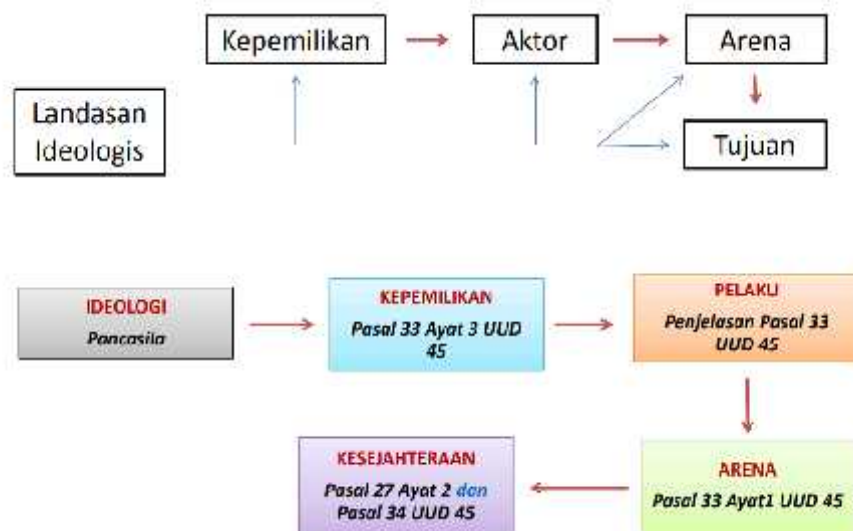 Kepemilikan
Aktor
Arena
Landasan
Ideologis
Tujuan
IDEOLOGI
Pancasila
KEPEMILIKAN
Pasal 33 Ayat 3 UUD
45
PELAKU
Penjelasan Pasal 33
UUD 45
KESEJAHTERAAN
Pasal 27 Ayat 2 dan
Pasal 34 UUD 45
ARENA
Pasal 33 Ayat1 UUD 45